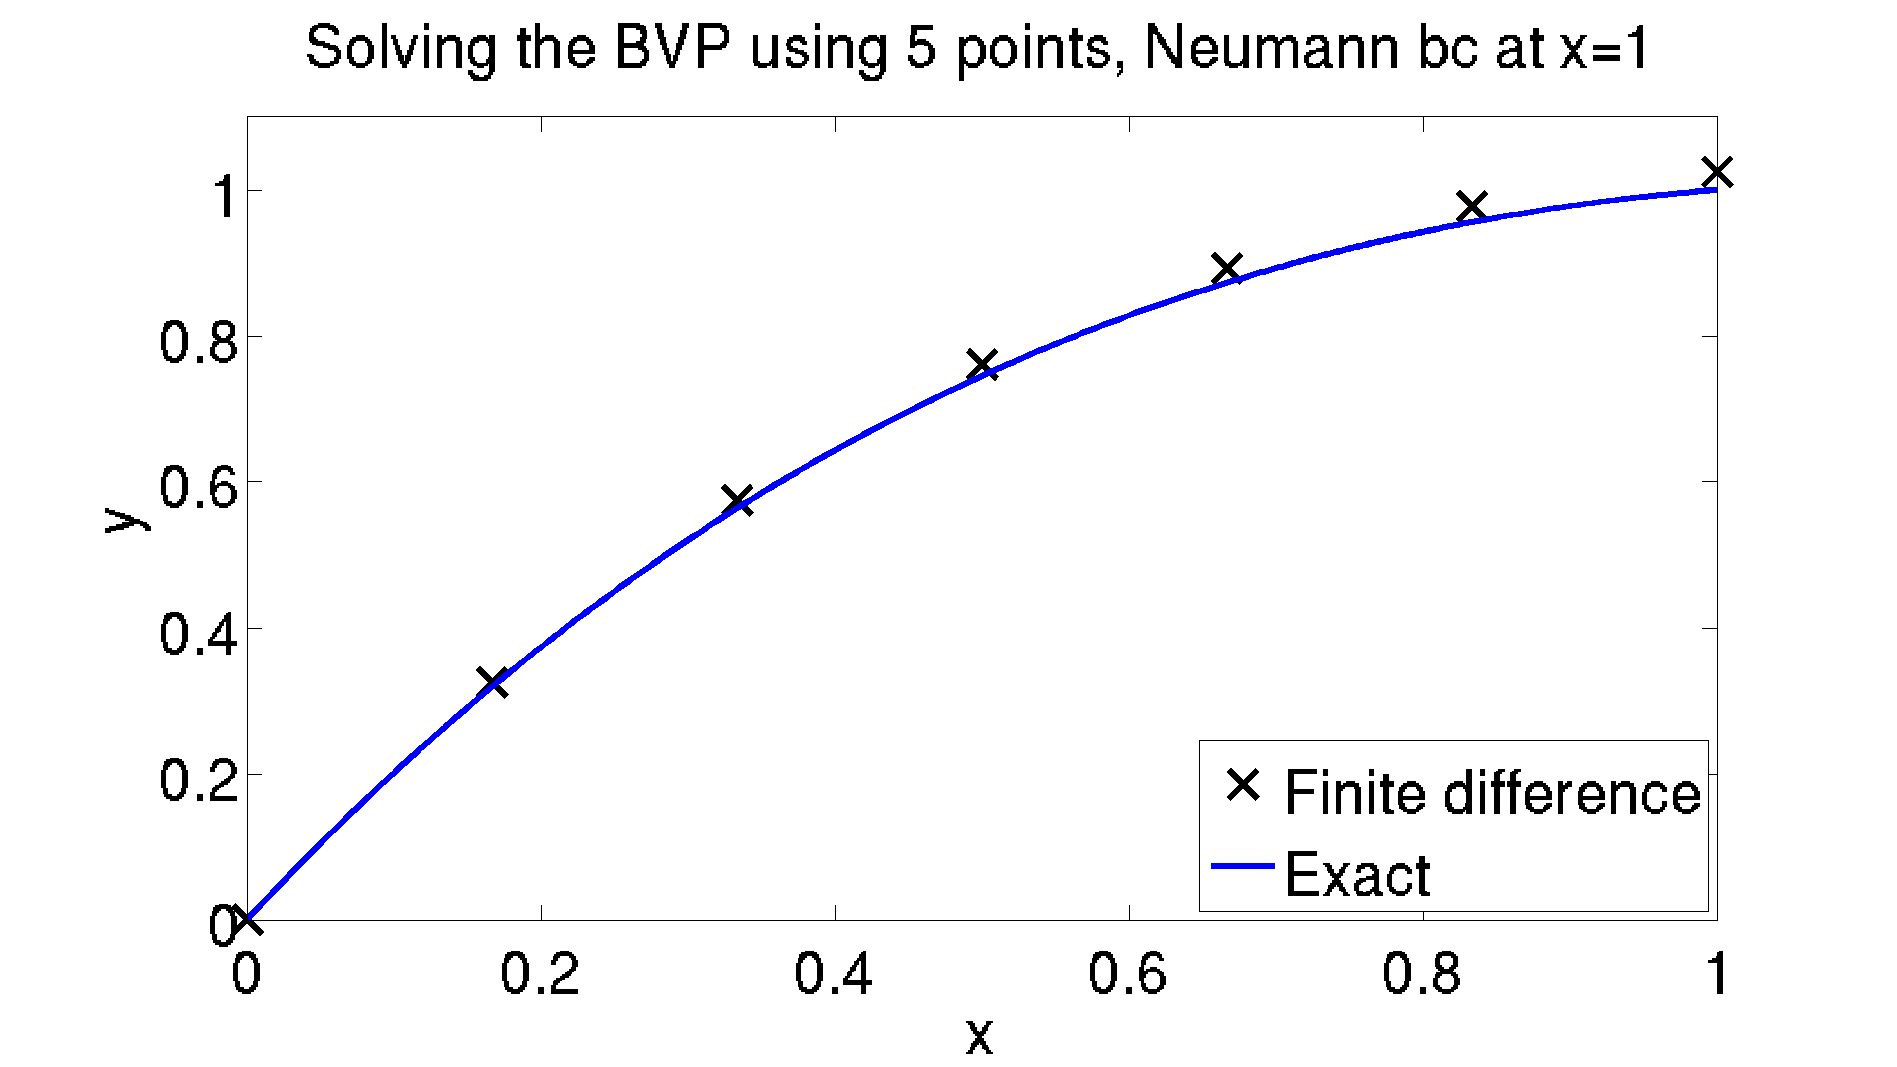 Solving the BVP using 5 points, Neumann bc at x=1
1
0.8
0.6
0.4
0.2
0
y
0 0.2 0.4 0.6 0.8 1
x
Finite difference
Exact